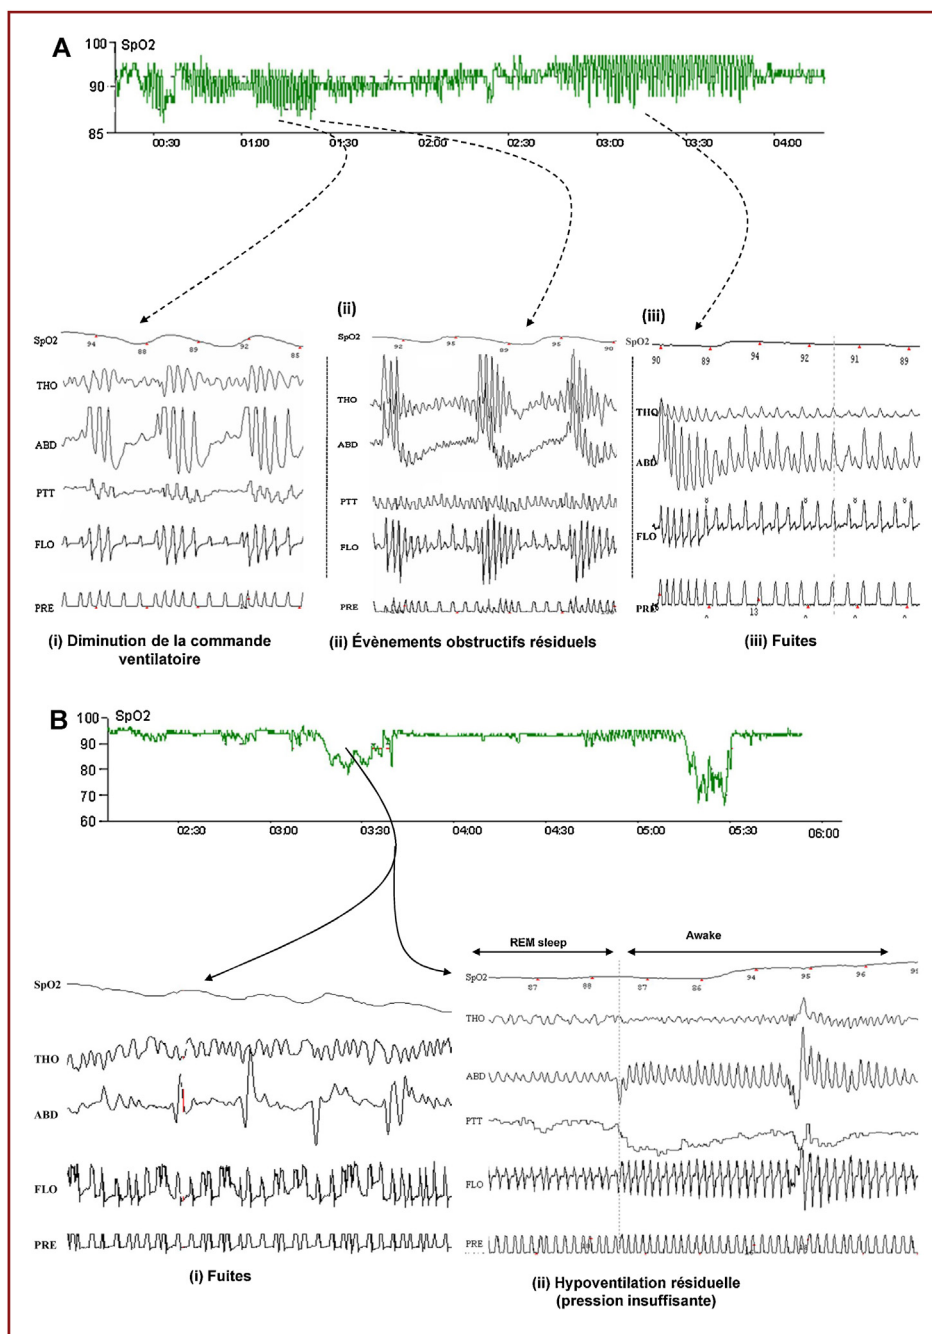 A
SpO2
100
90
85
00:30 01:00 01:30 02:00 02:30 03:00 03:30 04:00
SpO2
94 88 89 92 85
THO
ABD
PTT
FLO
PRE
(i) Diminution de la commande
ventilatoire
(ii)
SpO2
92 95 89 95 90
THO
ABD
PTT
FLO
PRE
(ii) Évènements obstructifs résiduels
(iii)
SpO2
90 89 94 92 91 89
THO
ABD
FLO
PRE
13
(iii) Fuites
B
SpO2
100
90
80
70
60
02:30 03:00 03:30 04:00 04:30 05:00 05:30 06:00
SpO2
THO
ABD
FLO
PRE
(i) Fuites
REM sleep Awake
SpO2
87 88 87 86 94 95 96 91
THO
ABD
PTT
FLO
PRE
(ii) Hypoventilation résiduelle
(pression insuffisante)